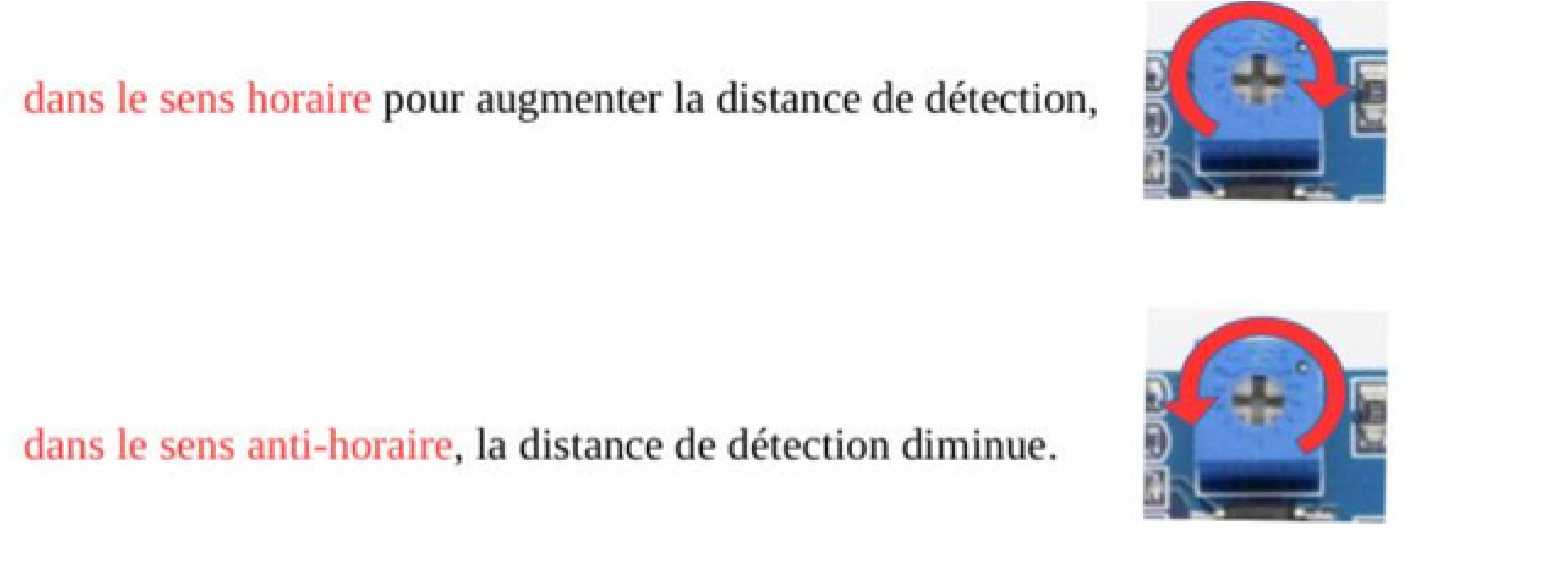 dans le sens horaire pour augmenter la distance de détection,
dans le sens anti-horaire, la distance de détection diminue.